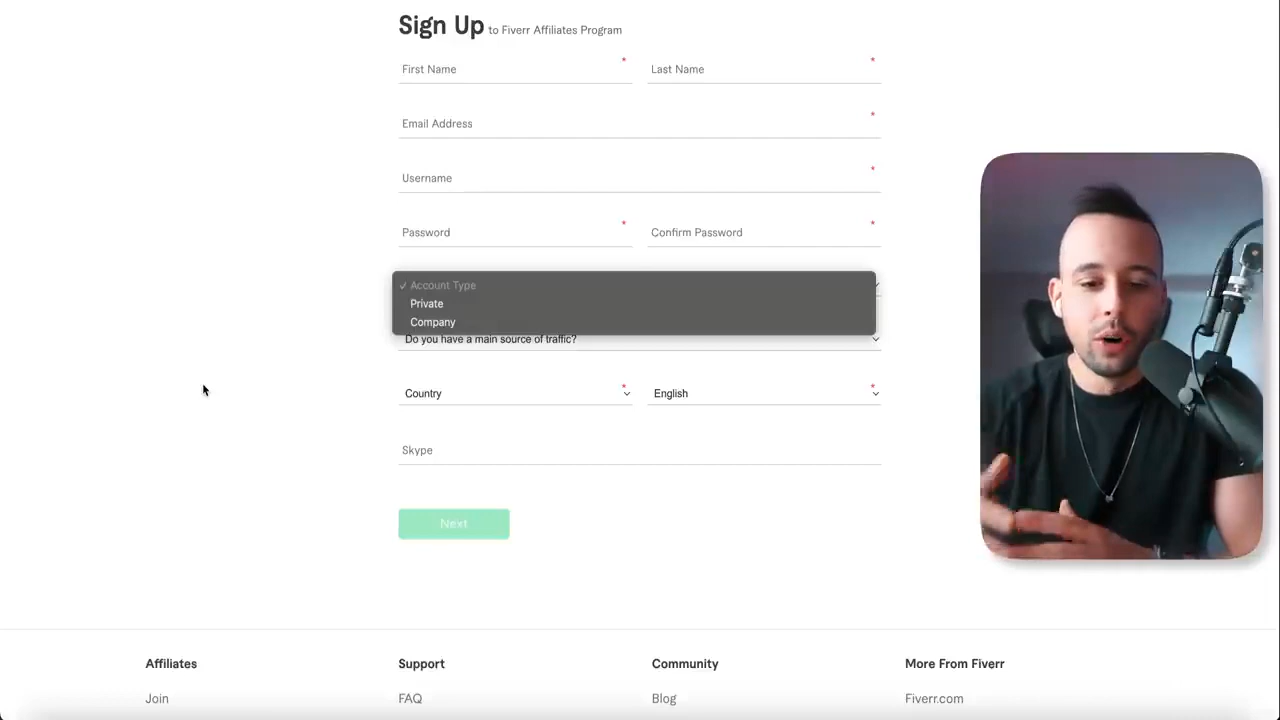 Sign Up to Fiverr Affiliates Program
First Name * Last Name *
Email Address *
Username *
Password * Confirm Password *
✓ Account Type
Private
Company
Do you have a main source of traffic?
Country * English *
Skype
Next
Affiliates Support Community More From Fiverr
Join FAQ Blog Fiverr.com